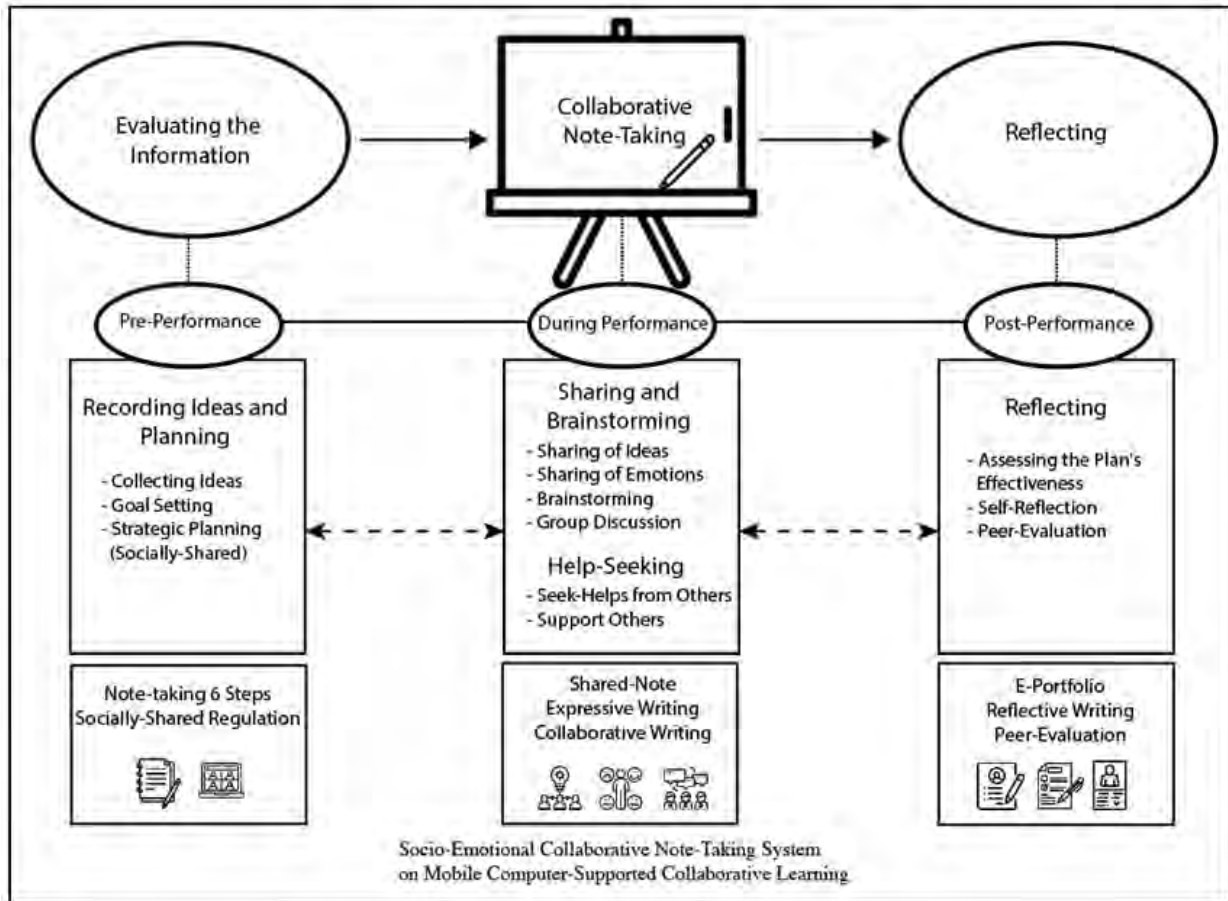 Evaluating the
Information
Collaborative
Note-Taking
Reflecting
Pre-Performance
During Performance
Post-Performance
Recording Ideas and
Planning
- Collecting Ideas
- Goal Setting
- Strategic Planning
(Socially-Shared)
Sharing and
Brainstorming
- Sharing of Ideas
- Sharing of Emotions
- Brainstorming
- Group Discussion
Help-Seeking
- Seek-Helps from Others
- Support Others
Reflecting
- Assessing the Plan's
Effectiveness
- Self-Reflection
- Peer-Evaluation
Note-taking 6 Steps
Socially-Shared Regulation
Shared-Note
Expressive Writing
Collaborative Writing
E-Portfolio
Reflective Writing
Peer-Evaluation
Socio-Emotional Collaborative Note-Taking System
on Mobile Computer-Supported Collaborative Learning